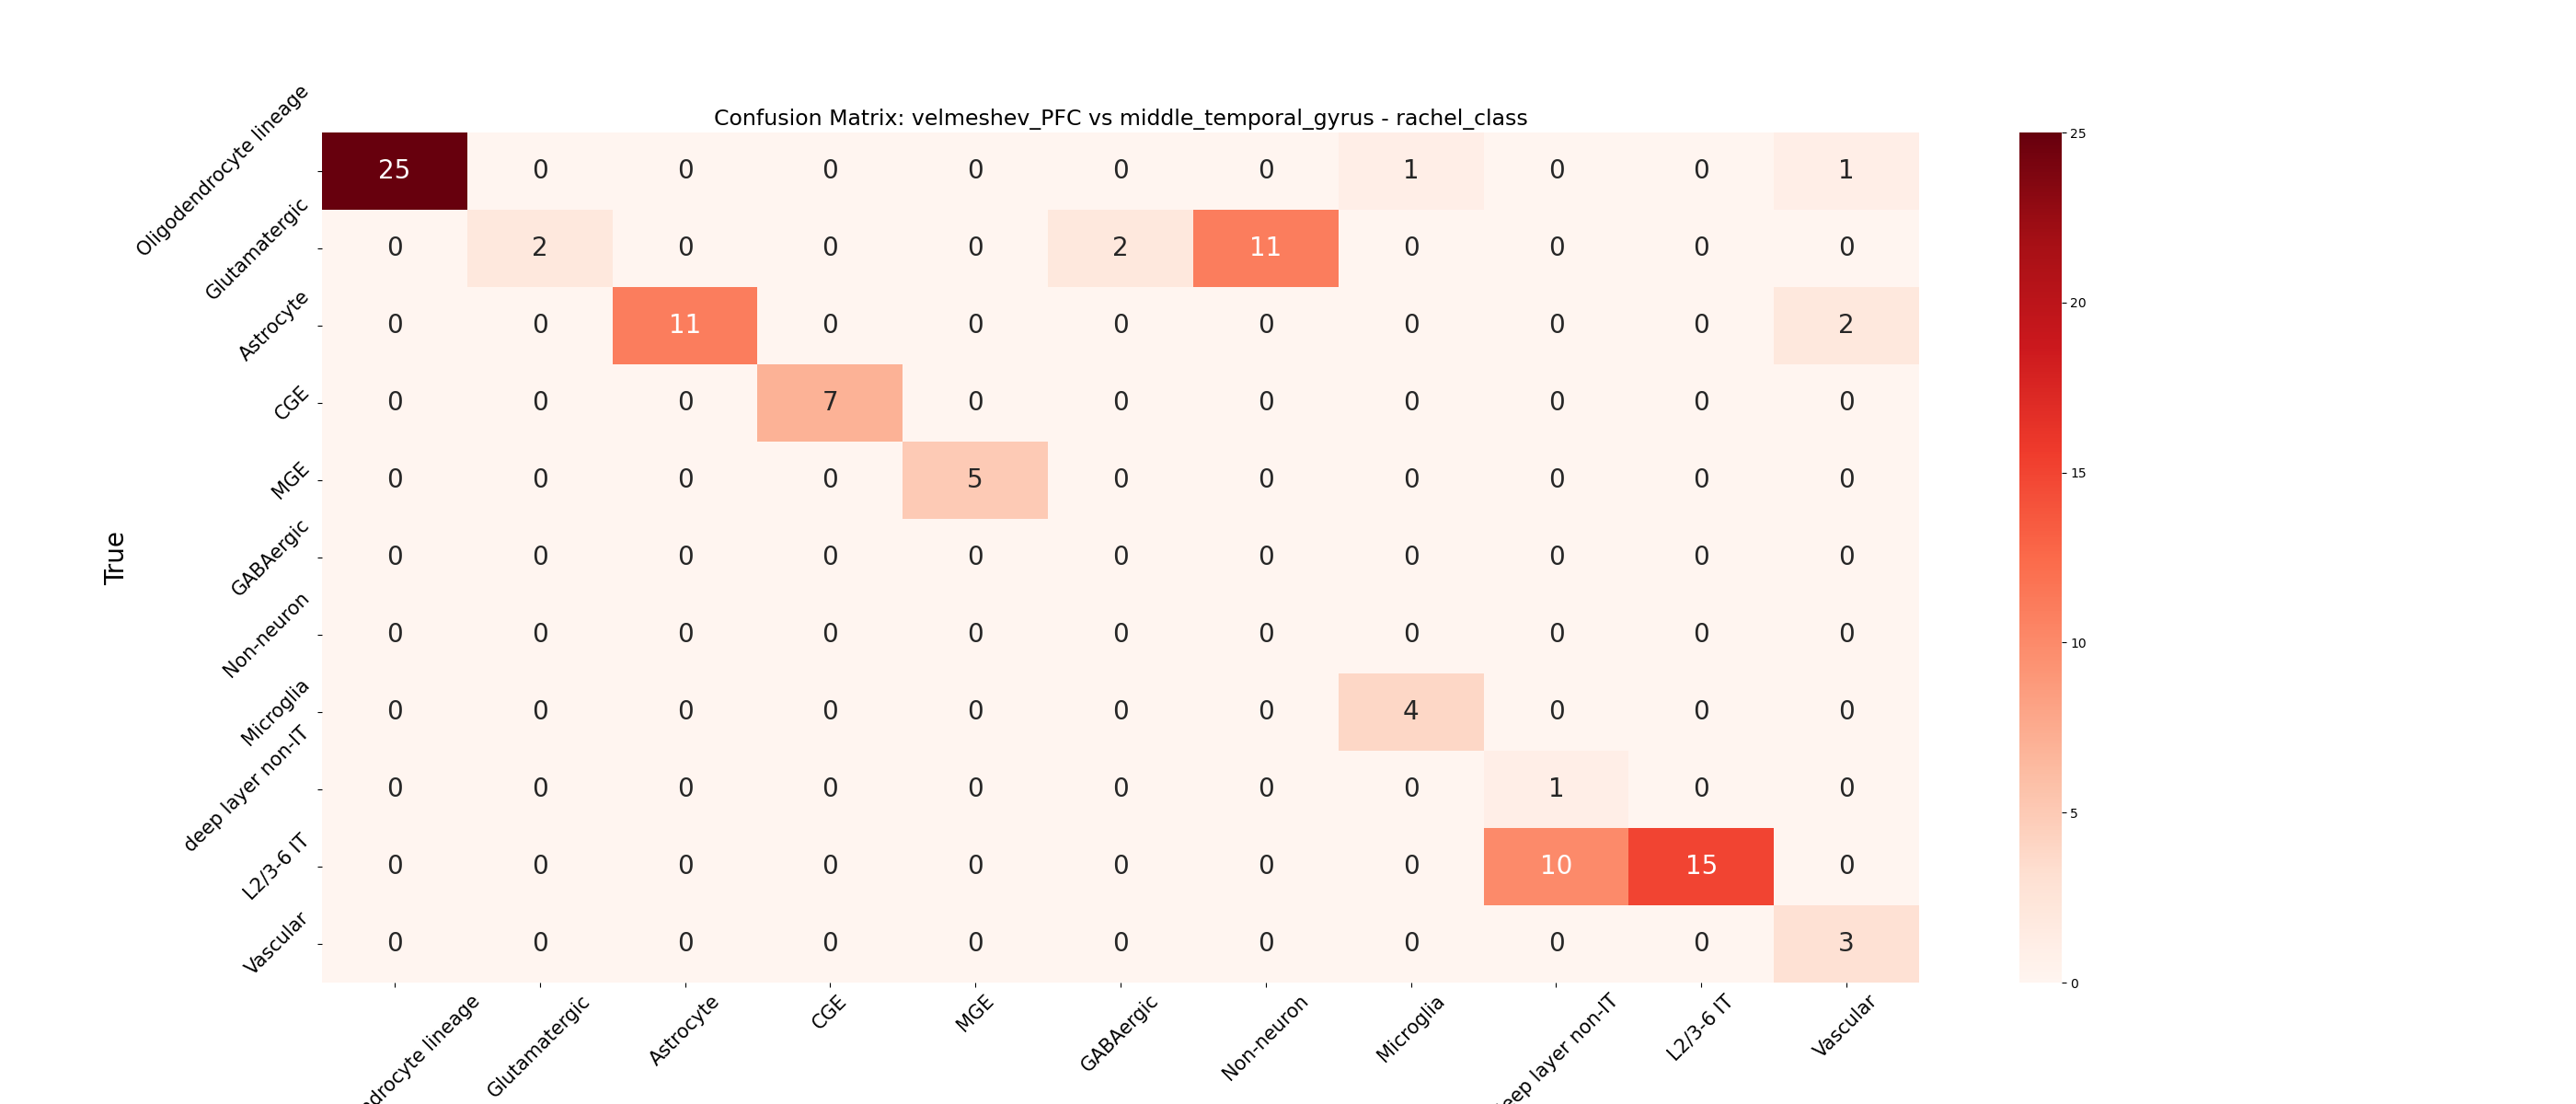 Confusion Matrix: velmeshev_PFC vs middle_temporal_gyrus - rachel_class
True
Oligodendrocyte lineage 25 0 0 0 0 0 0 1 0 0 1
Glutamatergic 0 2 0 0 0 2 11 0 0 0 0
Astrocyte 0 0 11 0 0 0 0 0 0 0 2
CGE 0 0 0 7 0 0 0 0 0 0 0
MGE 0 0 0 0 5 0 0 0 0 0 0
GABAergic 0 0 0 0 0 0 0 0 0 0 0
Non-neuron 0 0 0 0 0 0 0 0 0 0 0
Microglia 0 0 0 0 0 0 0 4 0 0 0
deep layer non-IT 0 0 0 0 0 0 0 0 1 0 0
L2/3-6 IT 0 0 0 0 0 0 0 0 10 15 0
Vascular 0 0 0 0 0 0 0 0 0 0 3
lineage Glutamatergic Astrocyte CGE MGE GABAergic Non-neuron Microglia layer non-IT L2/3-6 IT Vascular
25
20
15
10
5
0